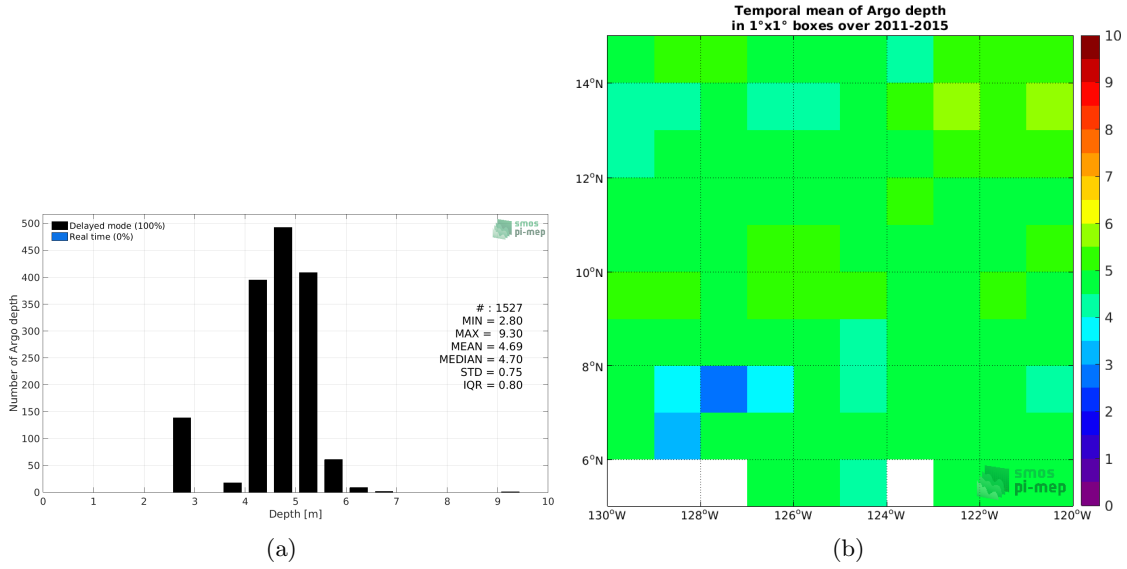 Temporal mean of Argo depth
in 1°x1° boxes over 2011-2015
Delayed mode (100%)
Real time (0%)
smos
pi-mep
# : 1527
MIN = 2.80
MAX = 9.30
MEAN = 4.69
MEDIAN = 4.70
STD = 0.75
IQR = 0.80
Number of Argo depth
500
450
400
350
300
250
200
150
100
50
0
0 1 2 3 4 5 6 7 8 9 10
Depth [m]
(a)
14°N
12°N
10°N
8°N
6°N
130°W 128°W 126°W 124°W 122°W 120°W
smos
pi-mep
10
9
8
7
6
5
4
3
2
1
0
(b)